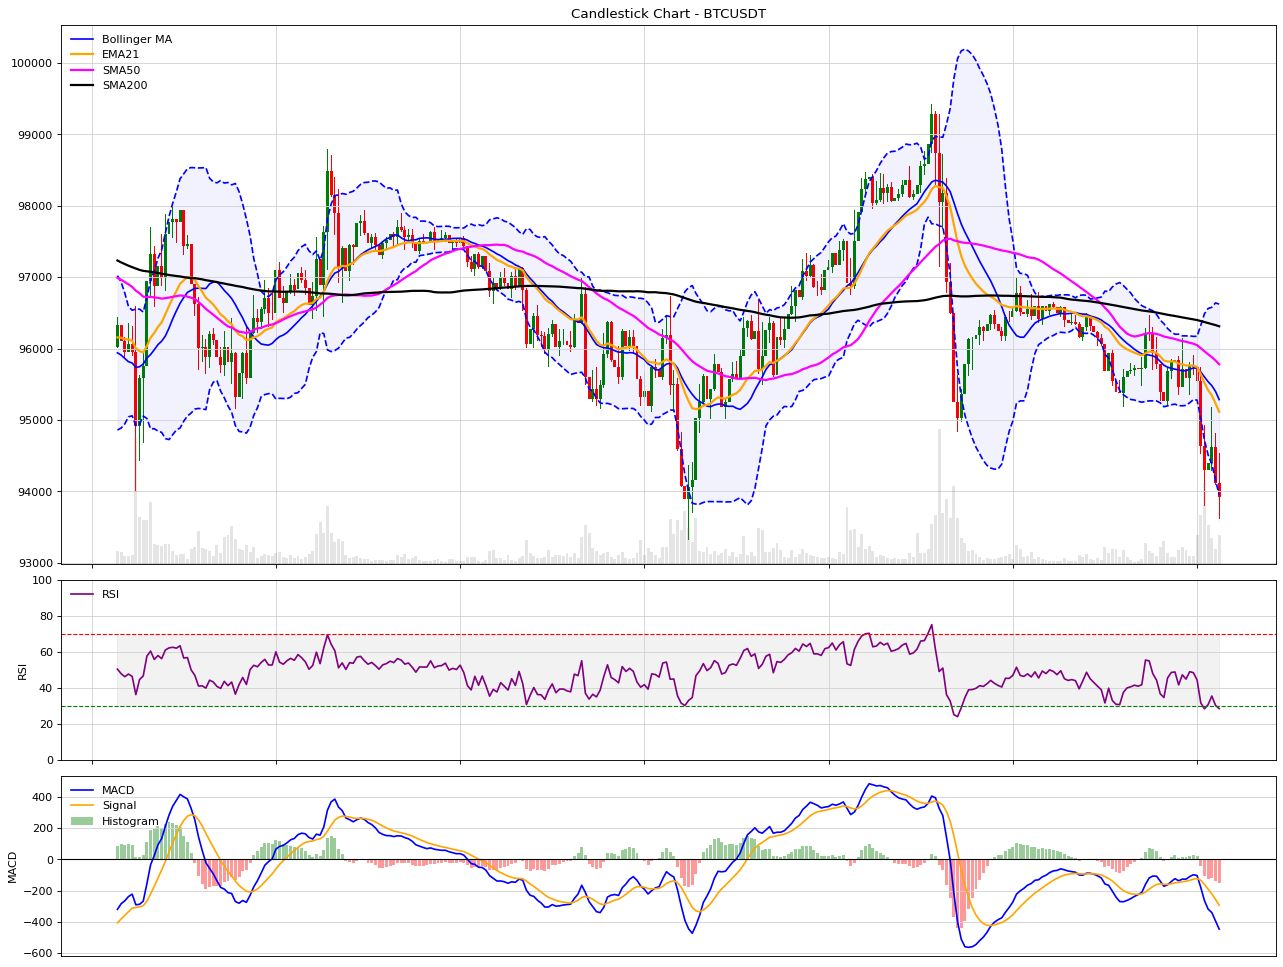 Candlestick Chart - BTCUSDT
Bollinger MA
EMA21
SMA50
SMA200
100000
99000
98000
97000
96000
95000
94000
93000
RSI
100
80
60
40
20
0
RSI
MACD
Signal
Histogram
400
200
0
−200
−400
−600
MACD